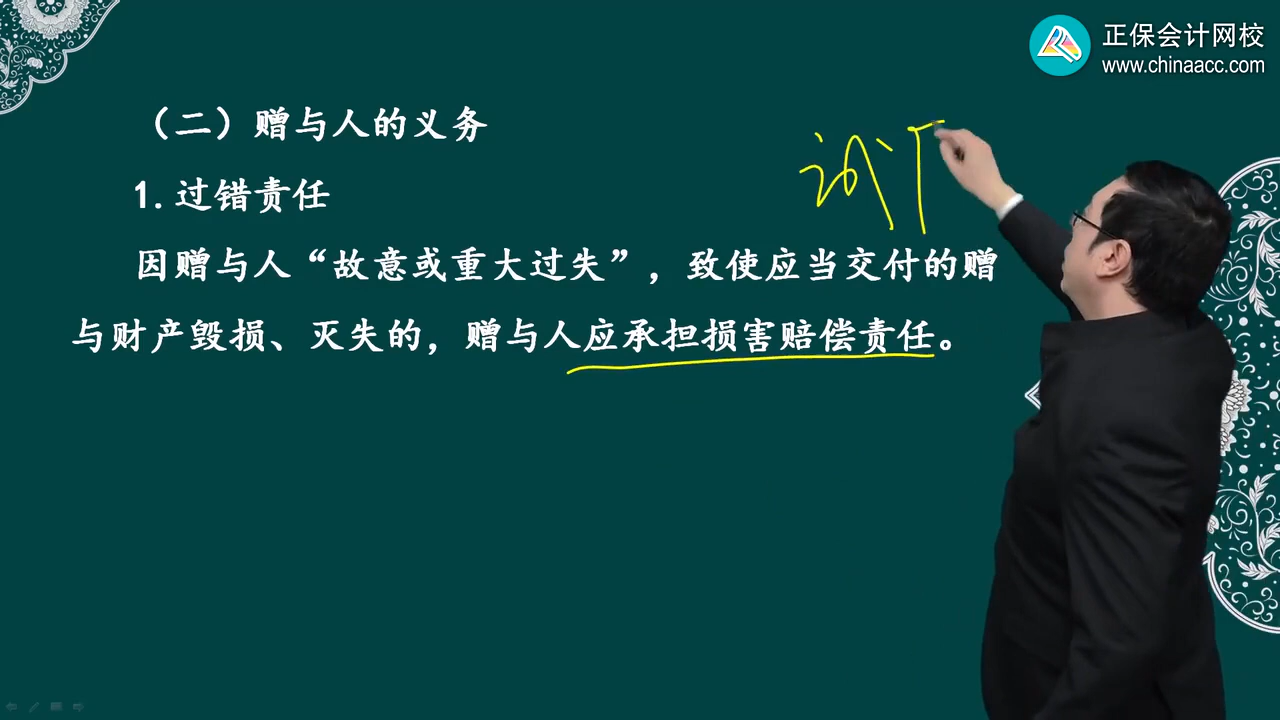 正保会计网校
www.chinaacc.com
（二）赠与人的义务
1.过错责任
因赠与人“故意或重大过失”，致使应当交付的赠
与财产毁损、灭失的，赠与人应承担损害赔偿责任。